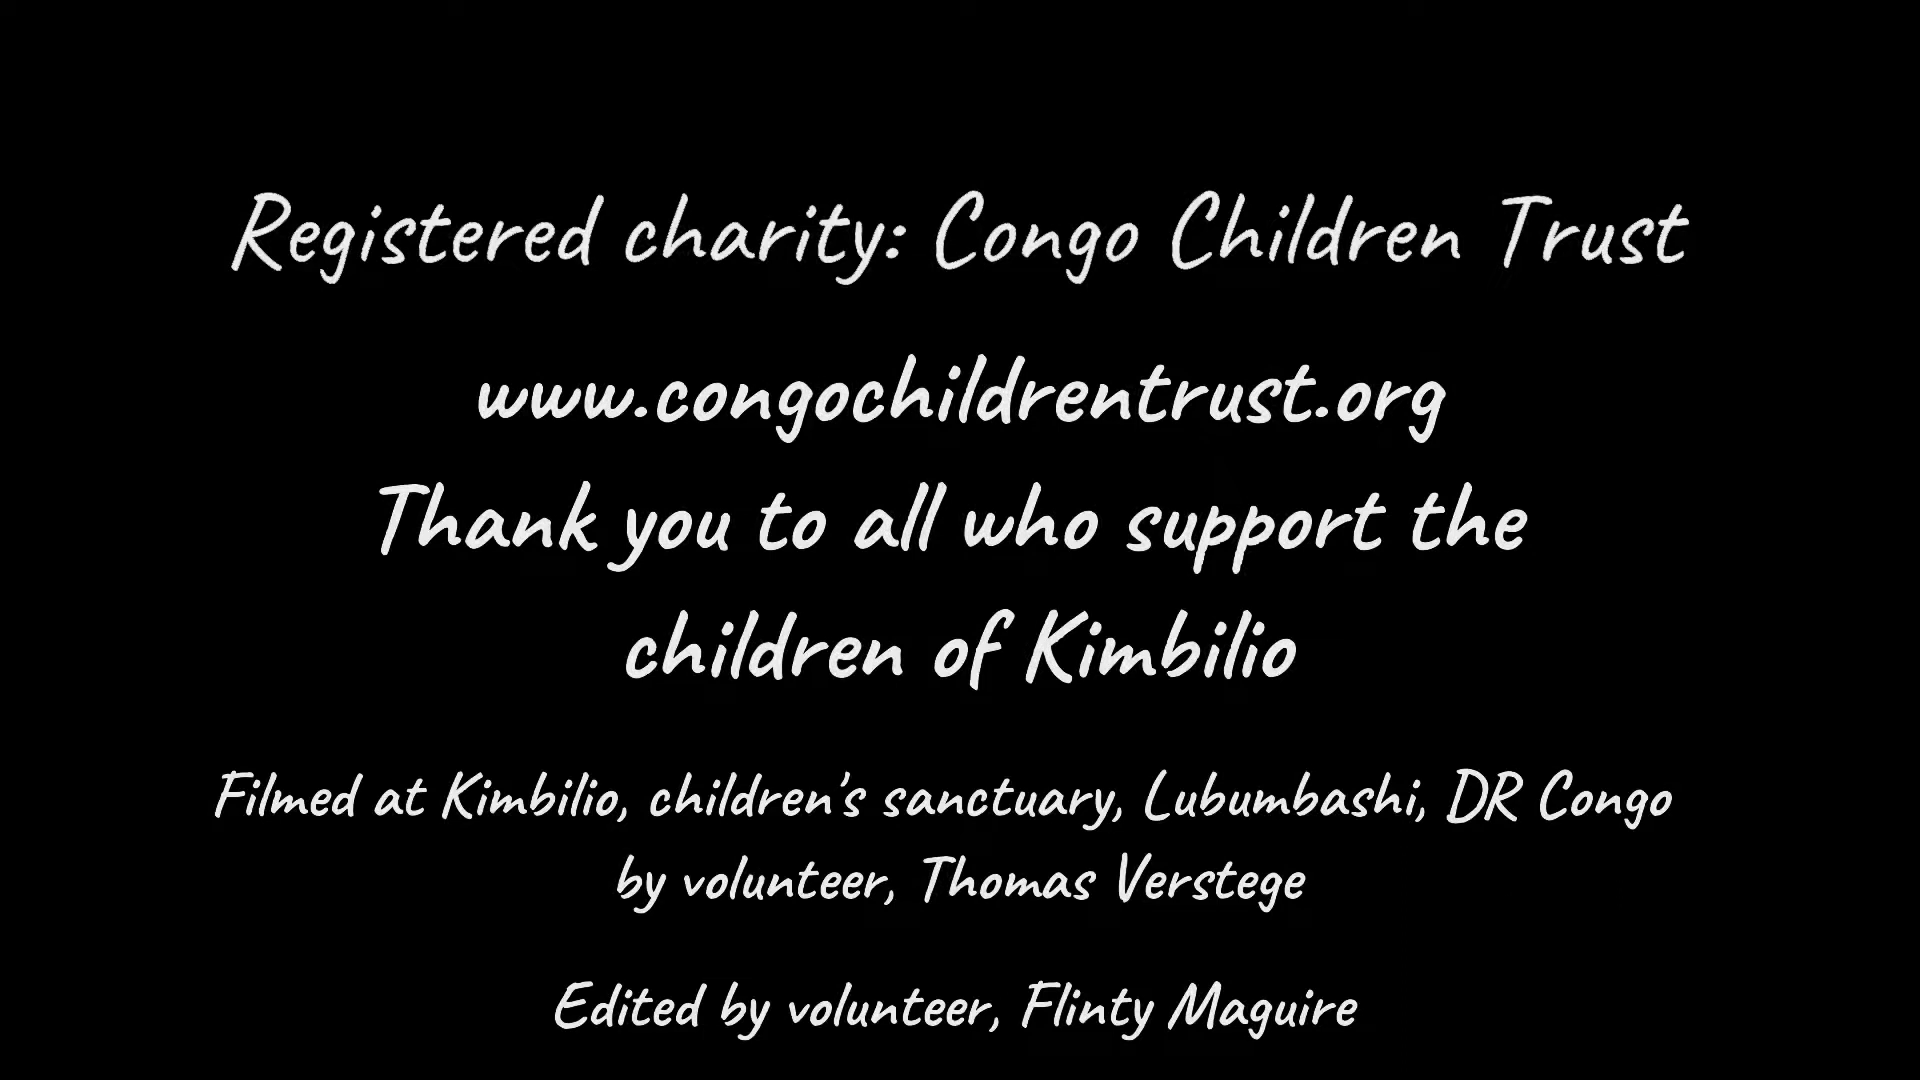 Registered charity: Congo Children Trust
www.congochildrentrust.org
Thank you to all who support the
children of Kimbilio
Filmed at Kimbilio, children's sanctuary, Lubumbashi, DR Congo
by volunteer, Thomas Verstege
Edited by volunteer, Flinty Maguire